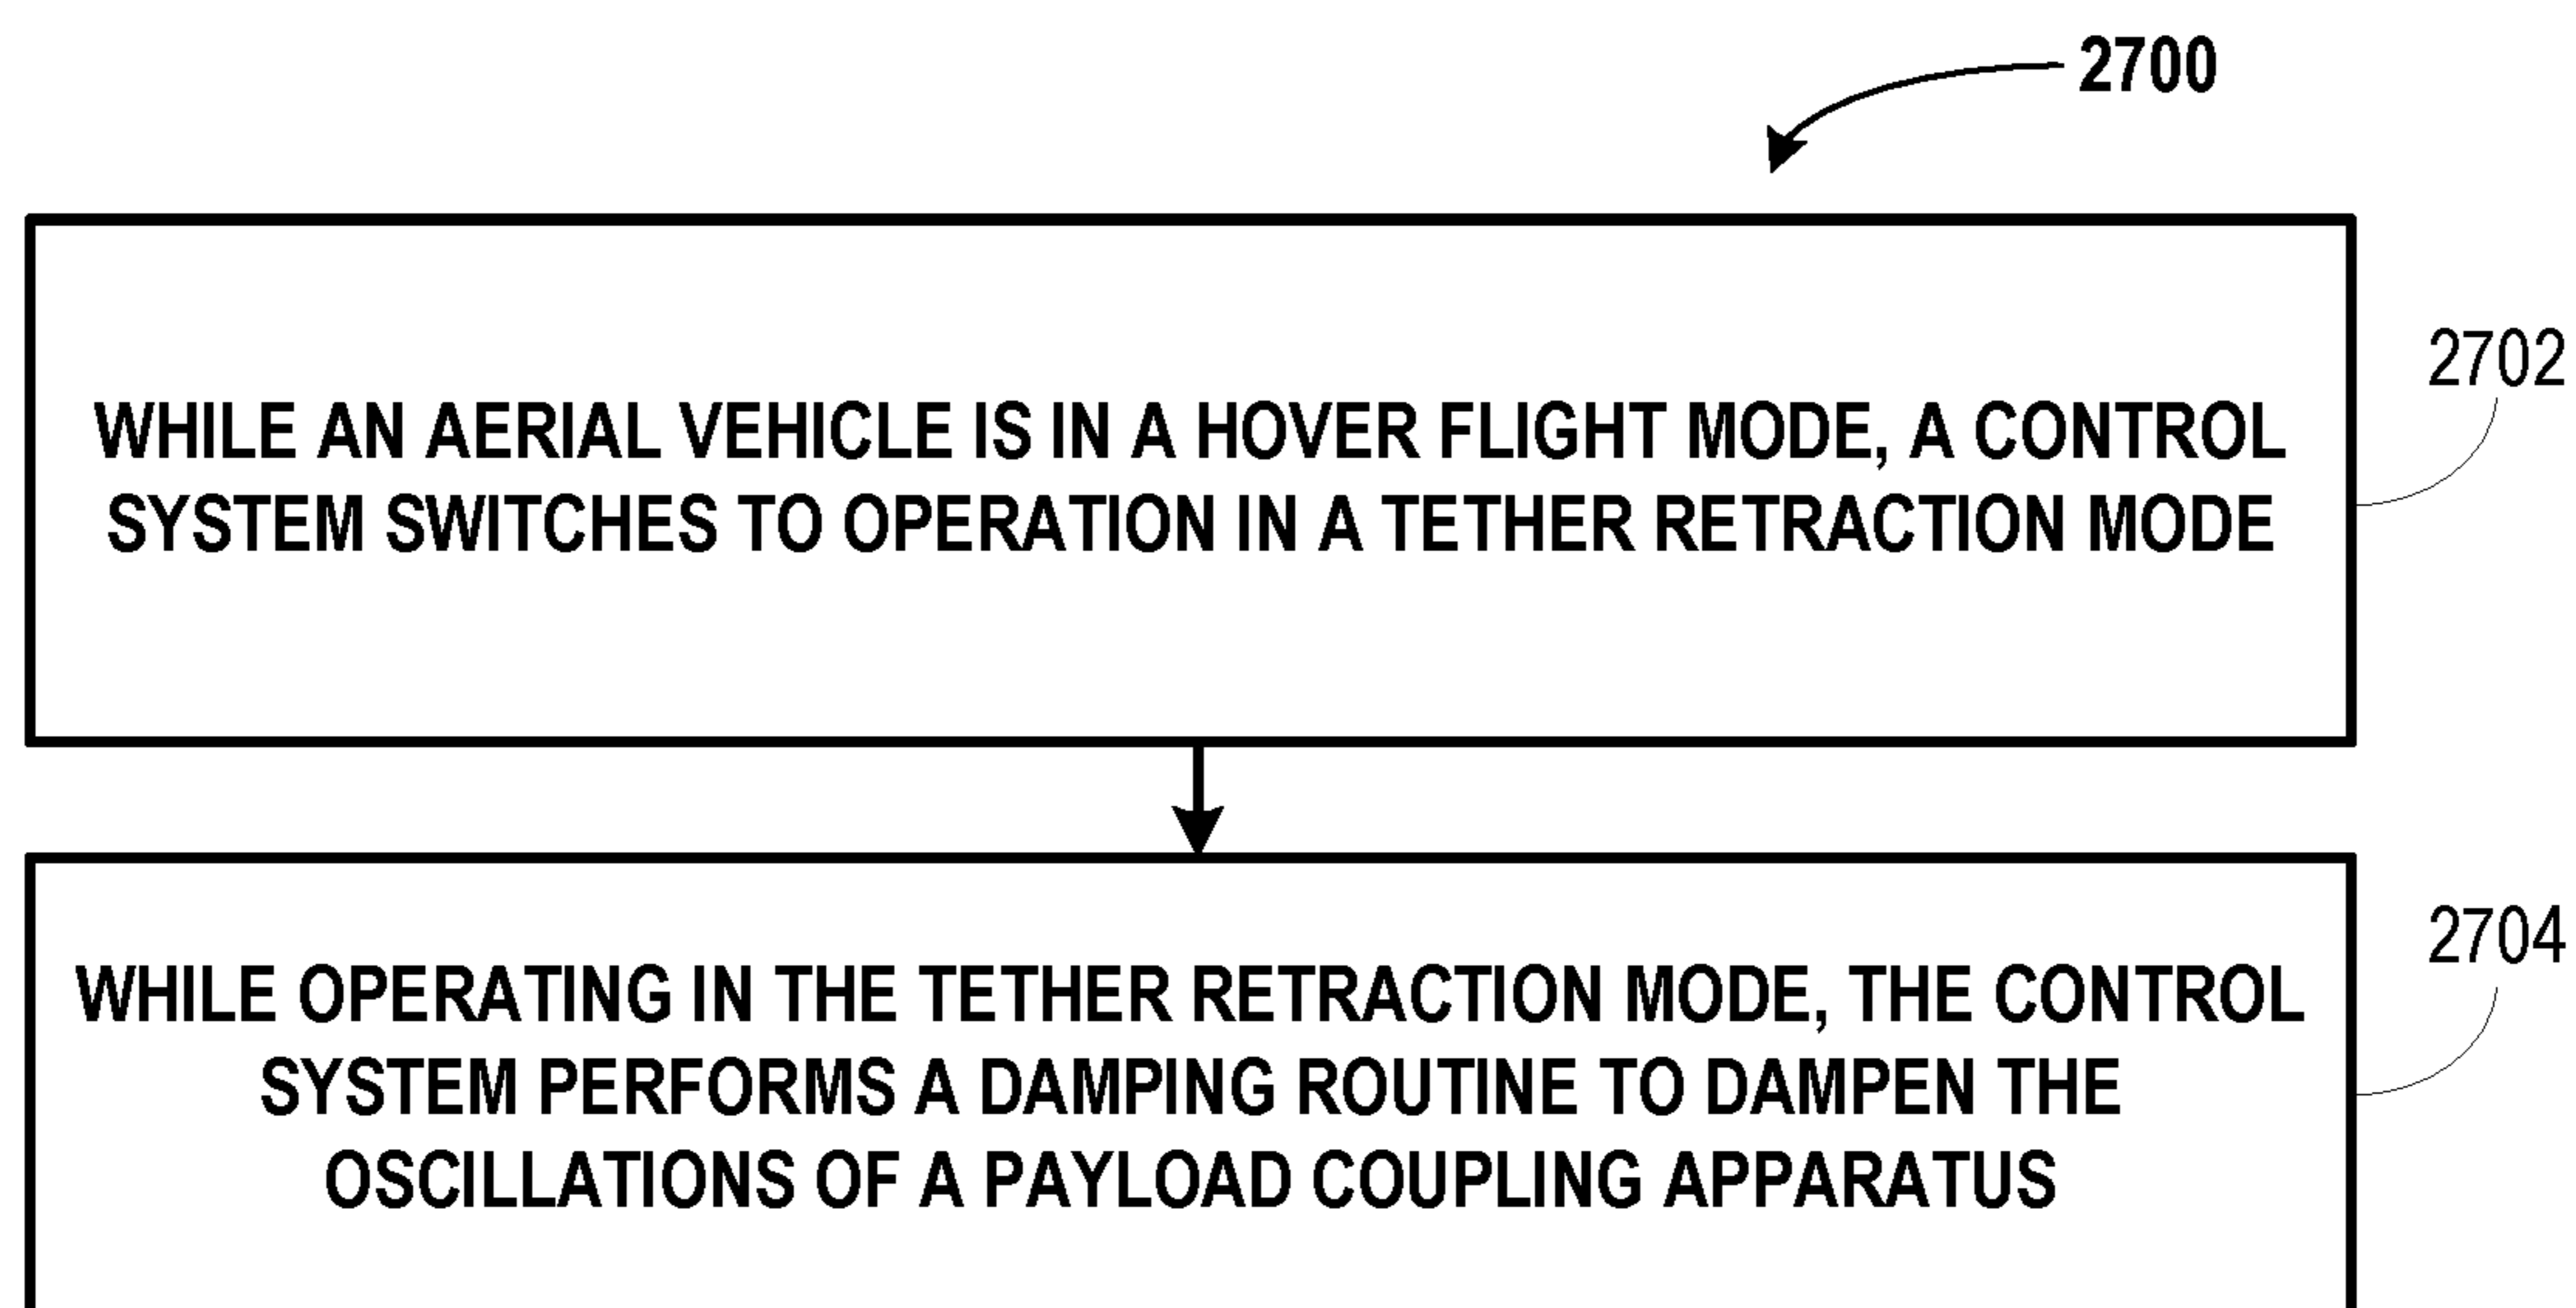 2700
WHILE AN AERIAL VEHICLE IS IN A HOVER FLIGHT MODE, A CONTROL
SYSTEM SWITCHES TO OPERATION IN A TETHER RETRACTION MODE
2702
WHILE OPERATING IN THE TETHER RETRACTION MODE, THE CONTROL
SYSTEM PERFORMS A DAMPING ROUTINE TO DAMPEN THE
OSCILLATIONS OF A PAYLOAD COUPLING APPARATUS
2704